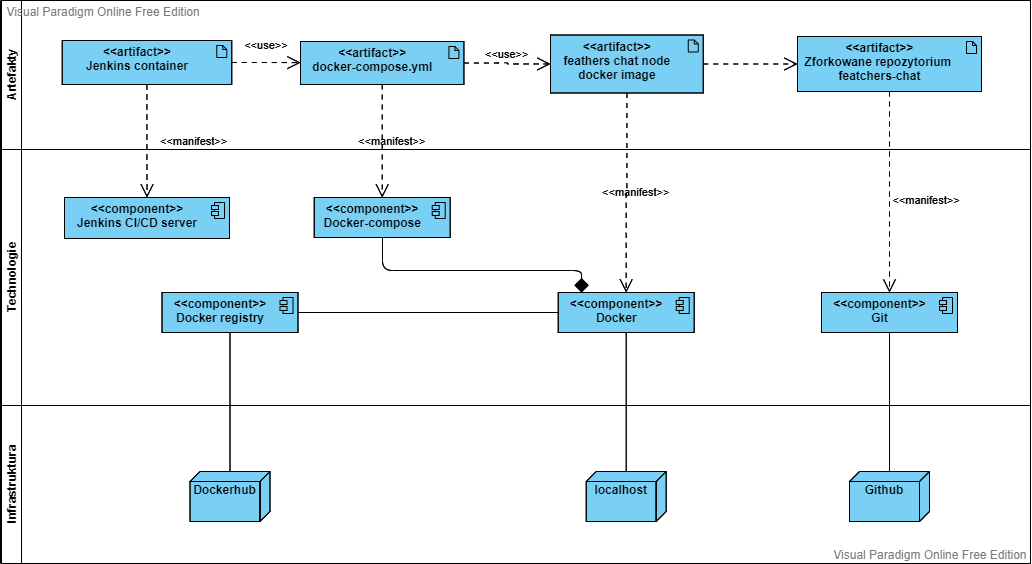 Visual Paradigm Online Free Edition
Artefakty
<<artifact>>
Jenkins container
<<use>>
<<artifact>>
docker-compose.yml
<<use>>
<<artifact>>
feathers chat node
docker image
<<artifact>>
Zforkowane repozytorium
featchers-chat
<<manifest>>
<<manifest>>
<<manifest>>
<<manifest>>
Technologie
<<component>>
Jenkins CI/CD server
<<component>>
Docker-compose
<<component>>
Docker registry
<<component>>
Docker
<<component>>
Git
Infrastruktura
Dockerhub
localhost
Github
Visual Paradigm Online Free Edition